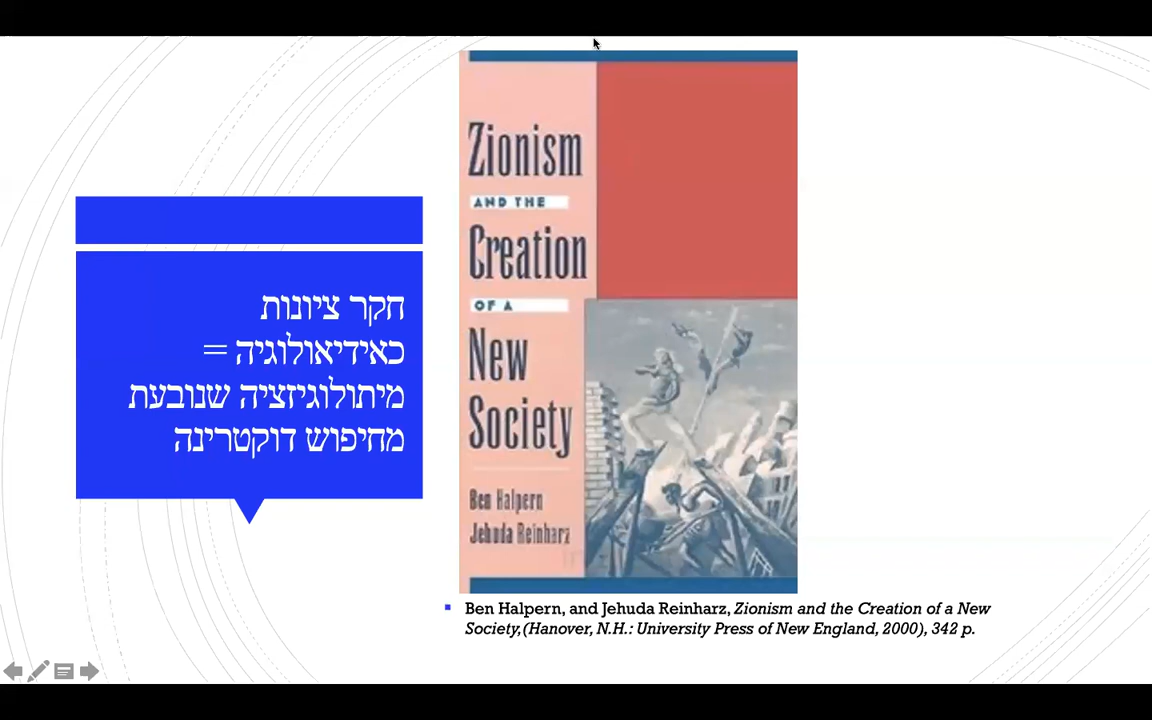 חקר ציונות
כאידיאולוגיה =
מיתולוגיזציה שנובעת
מחיפוש דוקטרינה
Zionism
AND THE
Creation
OF A
New
Society
Ben Halpern
Jehuda Reinharz
Ben Halpern, and Jehuda Reinharz, Zionism and the Creation of a New
Society,(Hanover, N.H.: University Press of New England, 2000), 342 p.